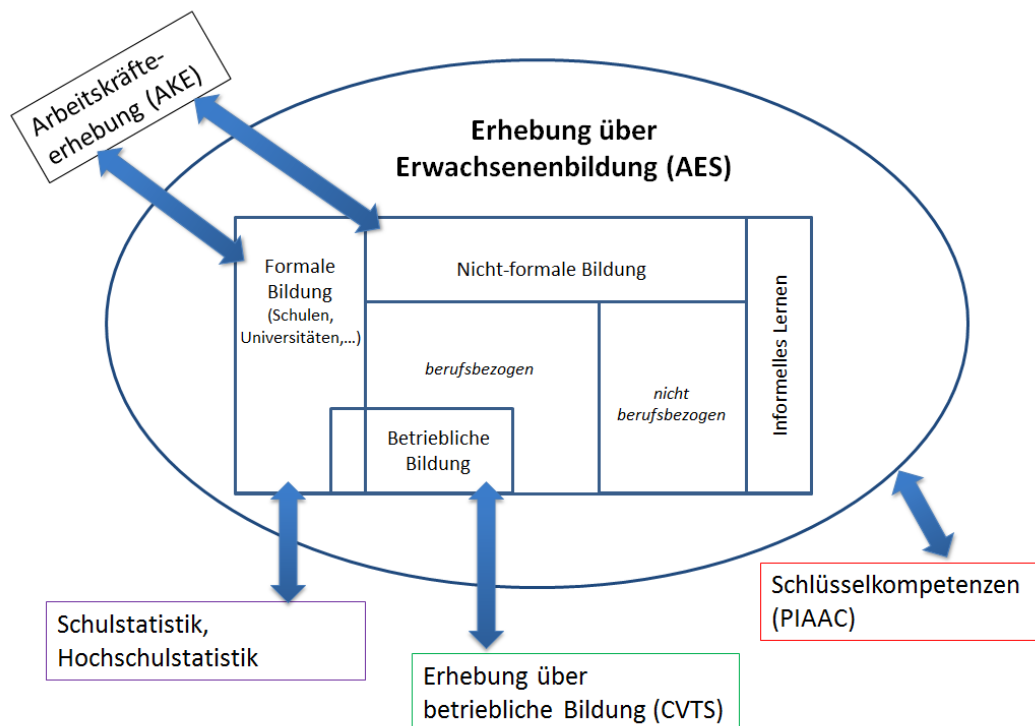 Arbeitskräfte-
erhebung (AKE)
Erhebung über
Erwachsenenbildung (AES)
Formale
Bildung
(Schulen,
Universitäten,...)
Nicht-formale Bildung
berufsbezogen
nicht
berufsbezogen
Informelles Lernen
Betriebliche
Bildung
Schlüsselkompetenzen
(PIAAC)
Schulstatistik,
Hochschulstatistik
Erhebung über
betriebliche Bildung (CVTS)